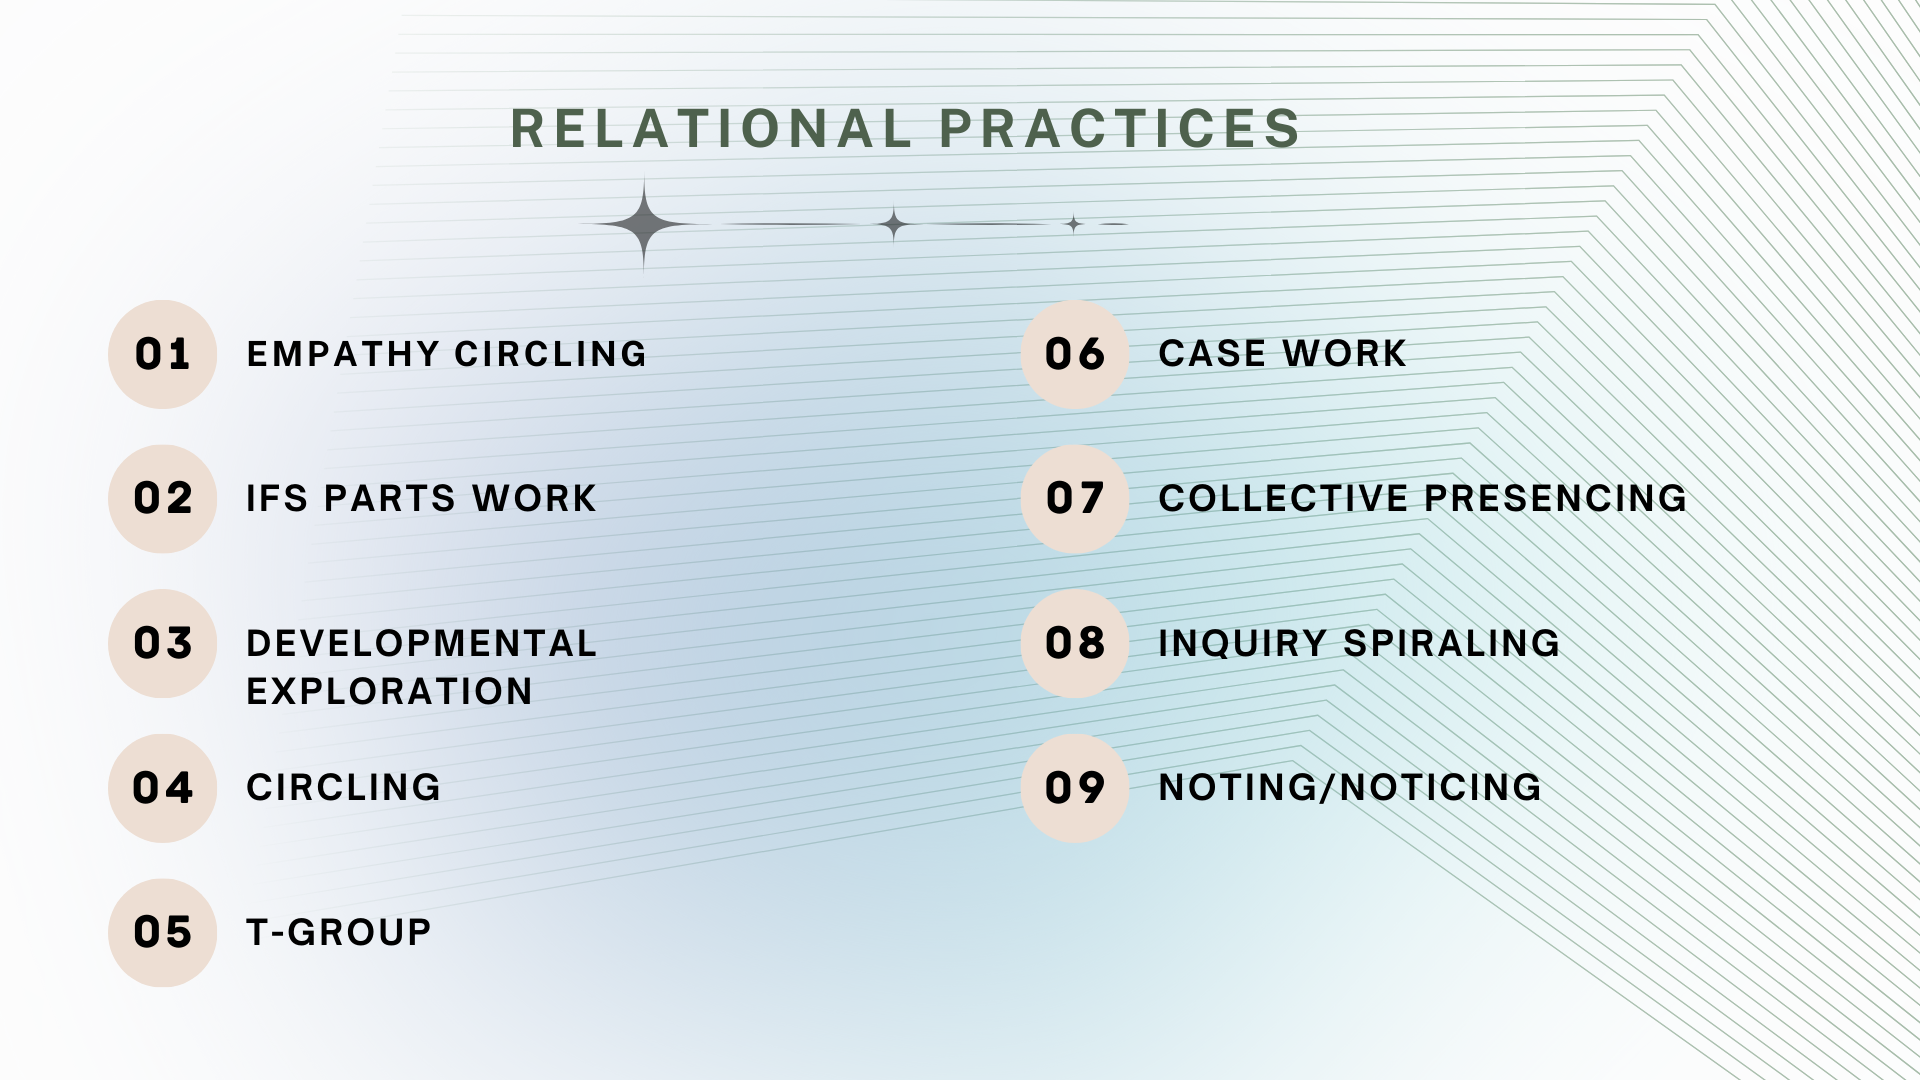 RELATIONAL PRACTICES
01 EMPATHY CIRCLING
02 IFS PARTS WORK
03 DEVELOPMENTAL
EXPLORATION
04 CIRCLING
05 T-GROUP
06 CASE WORK
07 COLLECTIVE PRESENCING
08 INQUIRY SPIRALING
09 NOTING/NOTICING